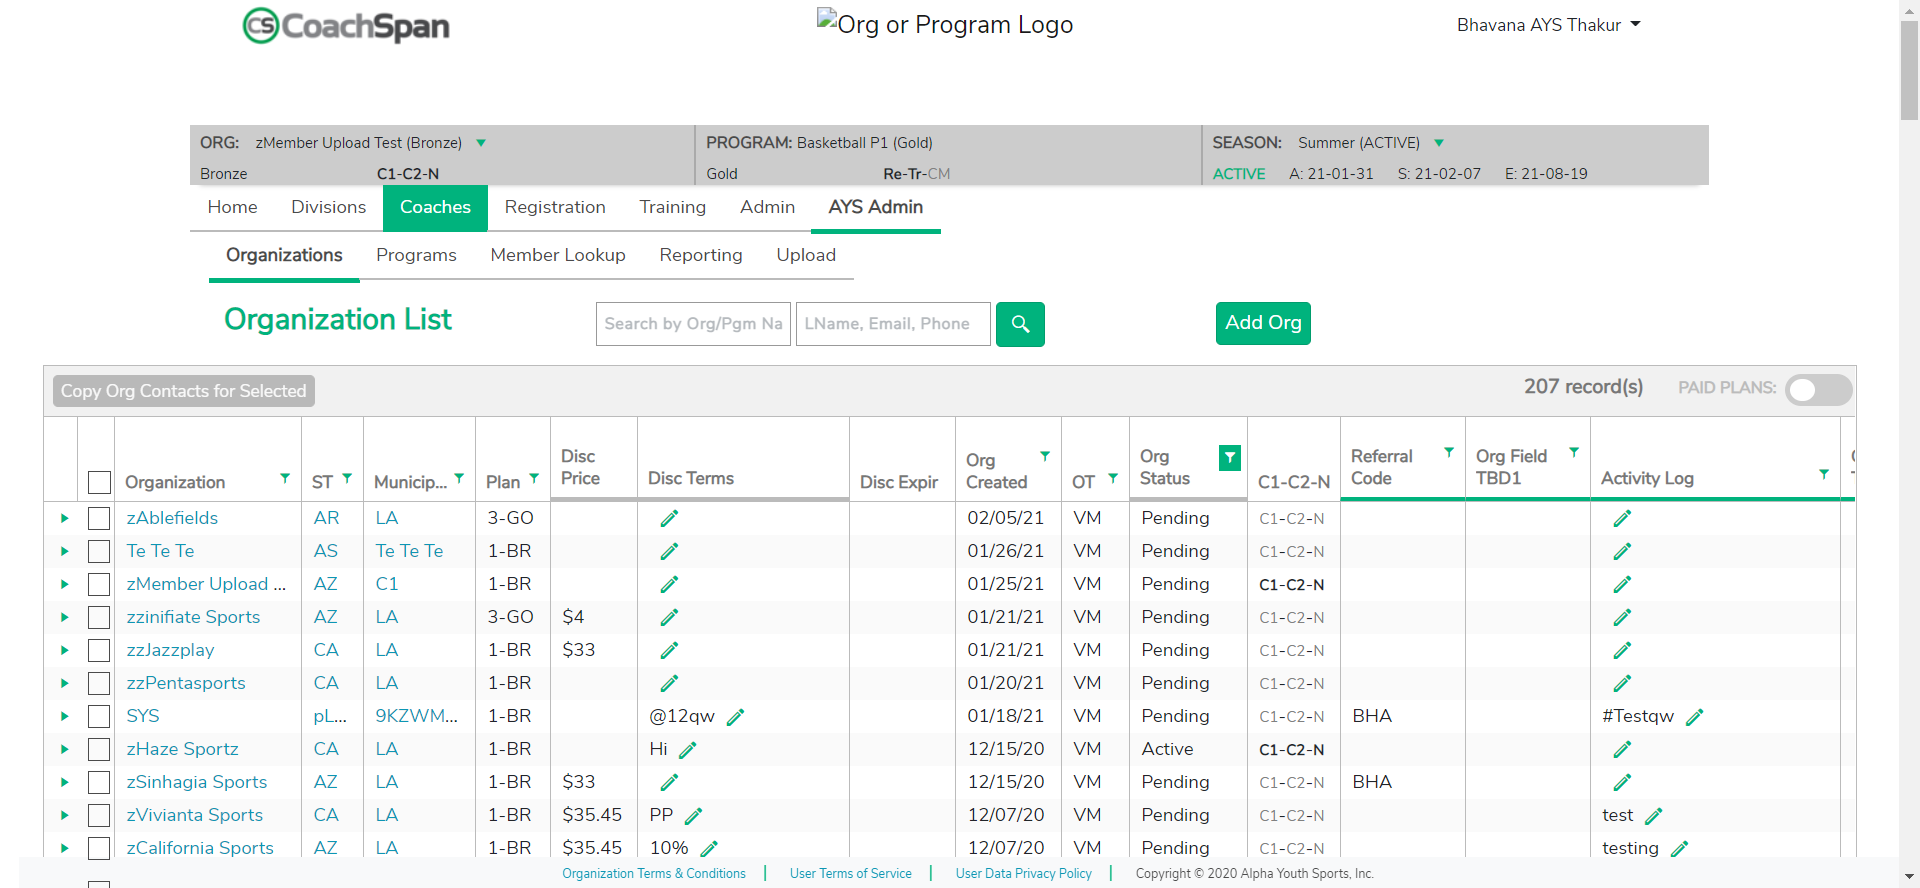 CS CoachSpan
Org or Program Logo
Bhavana AYS Thakur
ORG: zMember Upload Test (Bronze)
Bronze C1-C2-N
PROGRAM: Basketball P1 (Gold)
Gold Re-Tr-CM
SEASON: Summer (ACTIVE)
ACTIVE A: 21-01-31 S: 21-02-07 E: 21-08-19
Home Divisions Coaches Registration Training Admin AYS Admin
Organizations Programs Member Lookup Reporting Upload
Organization List
Search by Org/Pgm Na
LName, Email, Phone
Add Org
Copy Org Contacts for Selected
207 record(s) PAID PLANS:
Organization ST Municip... Plan Disc Price Disc Terms Disc Expir Org Created OT Org Status C1-C2-N Referral Code Org Field TBD1 Activity Log
zAblefields AR LA 3-GO 02/05/21 VM Pending C1-C2-N
Te Te Te AS Te Te Te 1-BR 01/26/21 VM Pending C1-C2-N
zMember Upload ... AZ C1 1-BR 01/25/21 VM Pending C1-C2-N
zzinifiate Sports AZ LA 3-GO $4 01/21/21 VM Pending C1-C2-N
zzJazzplay CA LA 1-BR $33 01/21/21 VM Pending C1-C2-N
zzPentasports CA LA 1-BR 01/20/21 VM Pending C1-C2-N
SYS pL... 9KZWM... 1-BR @12qw 01/18/21 VM Pending C1-C2-N BHA #Testqw
zHaze Sportz CA LA 1-BR Hi 12/15/20 VM Active C1-C2-N
zSinhagia Sports AZ LA 1-BR $33 12/15/20 VM Pending C1-C2-N BHA
zVivianta Sports CA LA 1-BR $35.45 PP 12/07/20 VM Pending C1-C2-N test
zCalifornia Sports AZ LA 1-BR $35.45 10% 12/07/20 VM Pending C1-C2-N testing
Organization Terms & Conditions | User Terms of Service | User Data Privacy Policy | Copyright © 2020 Alpha Youth Sports, Inc.